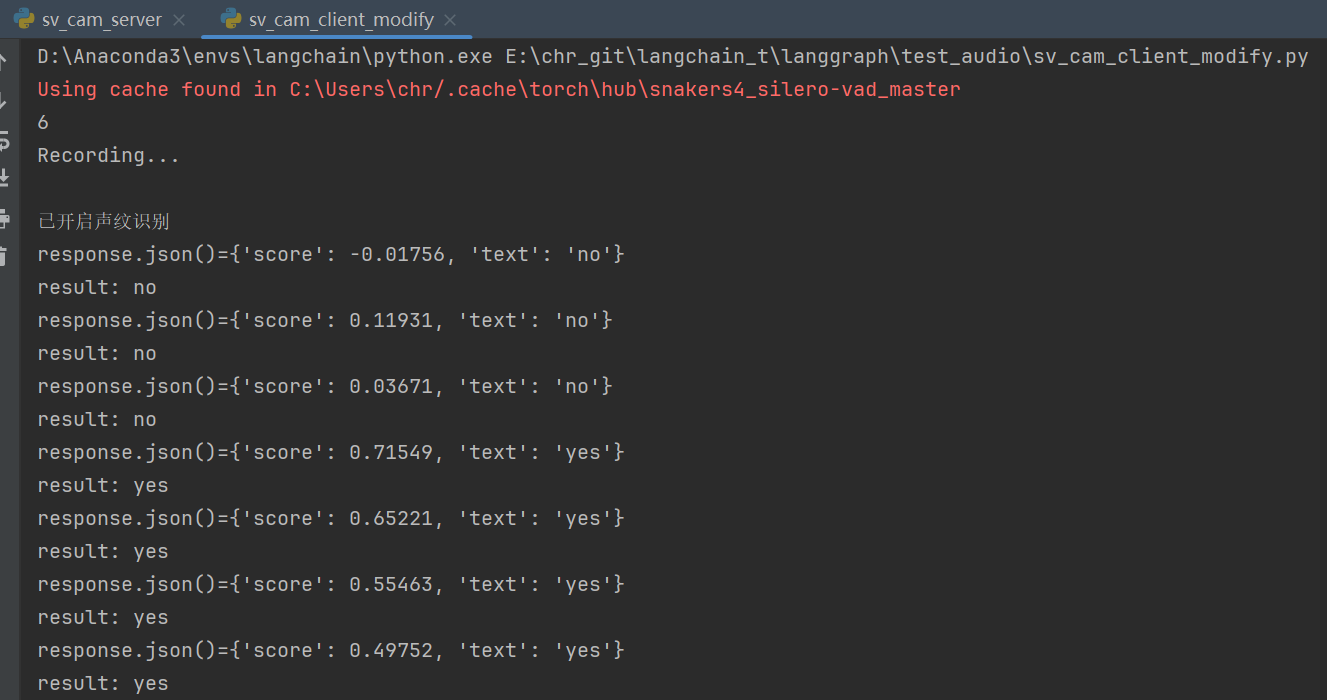 sv_cam_server × sv_cam_client_modify ×
D:\Anaconda3\envs\langchain\python.exe E:\chr_git\langchain_t\langgraph\test_audio\sv_cam_client_modify.py
Using cache found in C:\Users\chr/.cache\torch\hub\snakers4_silero-vad_master
6
Recording...
已开启声纹识别
response.json()={'score': -0.01756, 'text': 'no'}
result: no
response.json()={'score': 0.11931, 'text': 'no'}
result: no
response.json()={'score': 0.03671, 'text': 'no'}
result: no
response.json()={'score': 0.71549, 'text': 'yes'}
result: yes
response.json()={'score': 0.65221, 'text': 'yes'}
result: yes
response.json()={'score': 0.55463, 'text': 'yes'}
result: yes
response.json()={'score': 0.49752, 'text': 'yes'}
result: yes